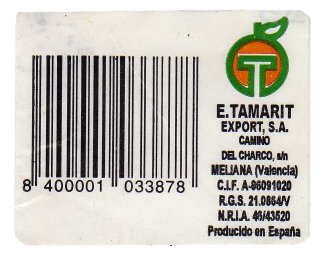 T
E.TAMARIT
EXPORT, S.A.
CAMINO
DEL CHARCO, s/n
MELIANA (Valencia)
C.I.F. A-96091020
R.G.S. 21.0864/V
N.R.I.A. 46/43520
Producido en España
8 400001 033878